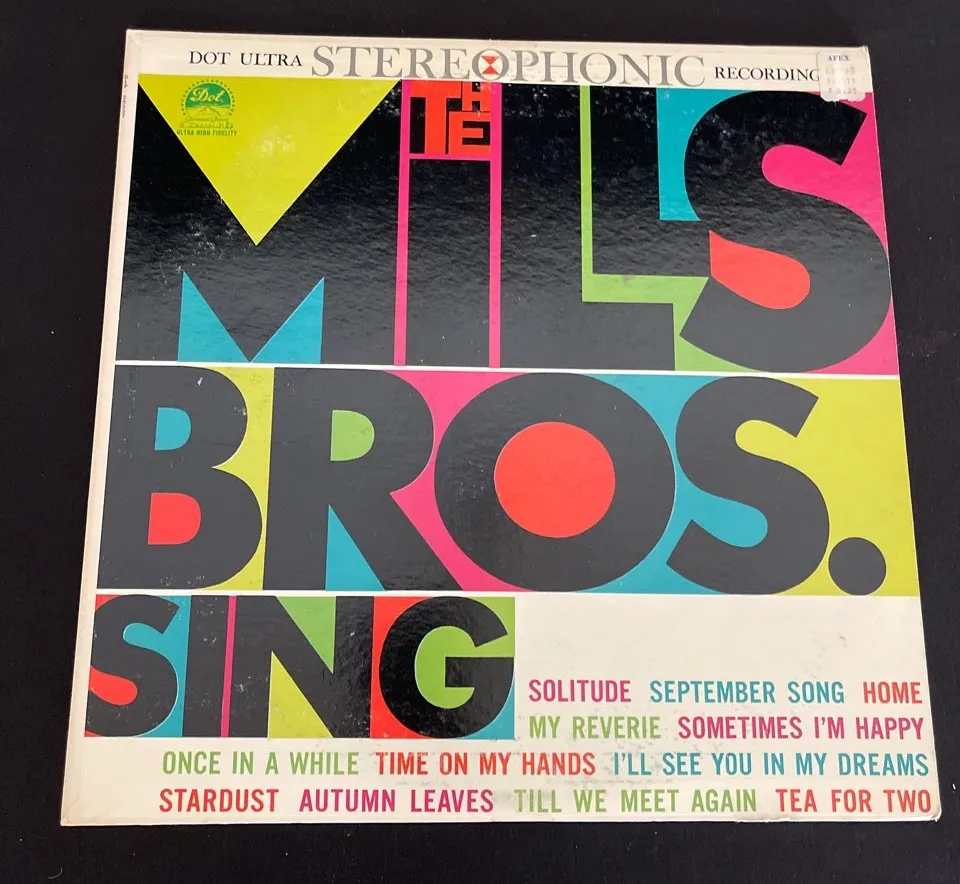 DOT ULTRA STEREOPHONIC RECORDING
Dot
ULTRA HIGH FIDELITY
THE
MILLS
BROS.
SING
SOLITUDE SEPTEMBER SONG HOME
MY REVERIE SOMETIMES I'M HAPPY
ONCE IN A WHILE TIME ON MY HANDS I'LL SEE YOU IN MY DREAMS
STARDUST AUTUMN LEAVES TILL WE MEET AGAIN TEA FOR TWO